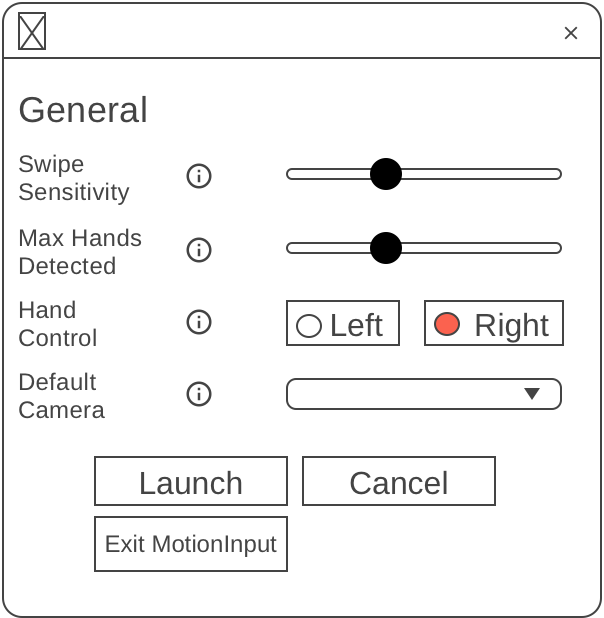 General
Swipe
Sensitivity
Max Hands
Detected
Hand
Control
Left
Right
Default
Camera
Launch
Cancel
Exit MotionInput